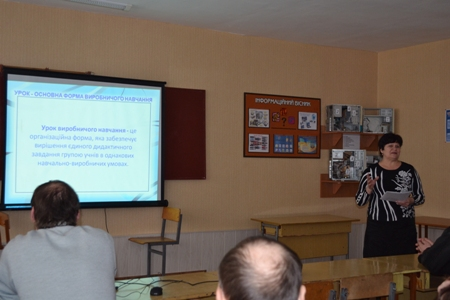 УРОК - ОСНОВНА ФОРМА ВИРОБНИЧОГО НАВЧАННЯ
Урок виробничого навчання - це
організаційна форма, яка забезпечує
вирішення єдиного дидактичного
завдання групою учнів в однакових
навчально-виробничих умовах.
ІНФОРМАЦІЙНИЙ ВІСНИК